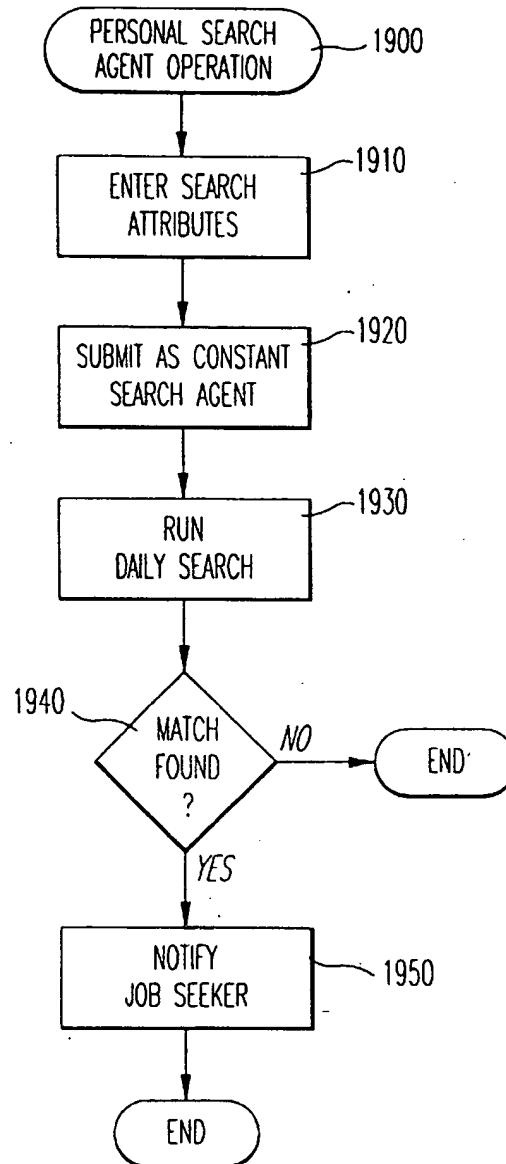 PERSONAL SEARCH
AGENT OPERATION
1900
1910
ENTER SEARCH
ATTRIBUTES
1920
SUBMIT AS CONSTANT
SEARCH AGENT
1930
RUN
DAILY SEARCH
1940
MATCH
FOUND
?
NO
END
YES
NOTIFY
JOB SEEKER
1950
END